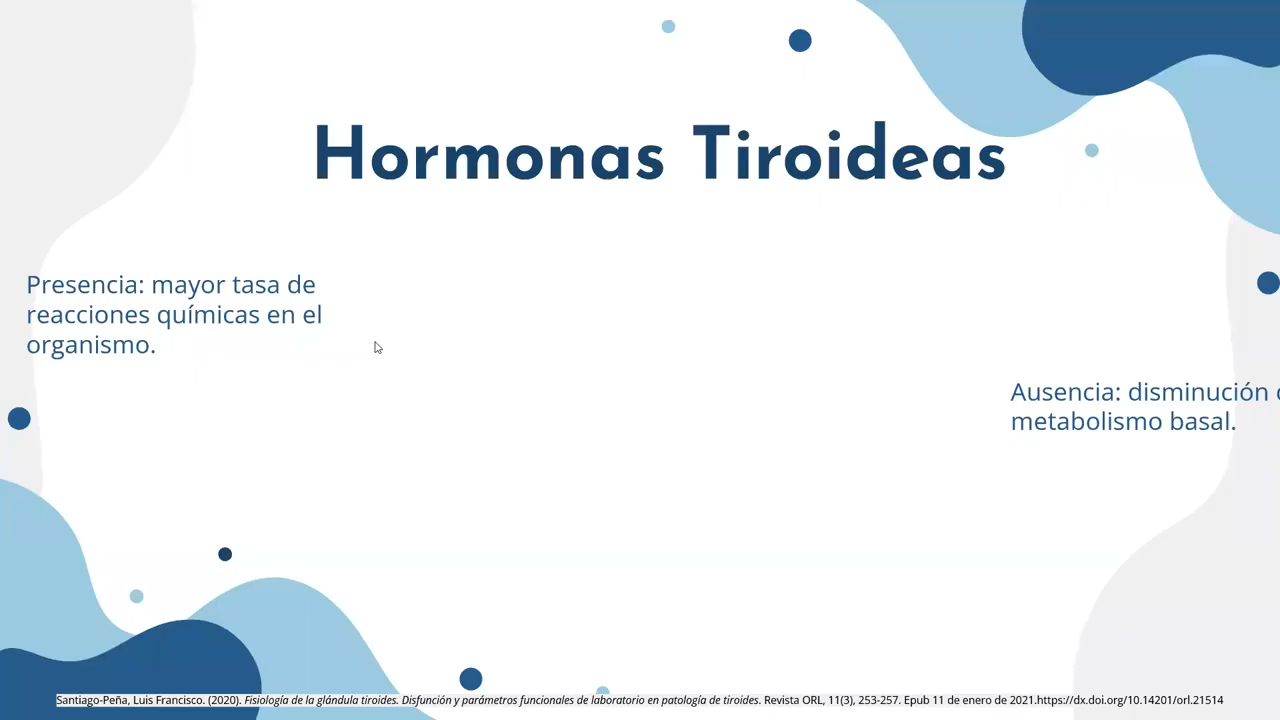 Hormonas Tiroideas
Presencia: mayor tasa de
reacciones químicas en el
organismo.
Ausencia: disminución
metabolismo basal.
Santiago-Peña, Luis Francisco. (2020). Fisiología de la glándula tiroides. Disfunción y parámetros funcionales de laboratorio en patología de tiroides. Revista ORL, 11(3), 253-257. Epub 11 de enero de 2021.https://dx.doi.org/10.14201/orl.21514